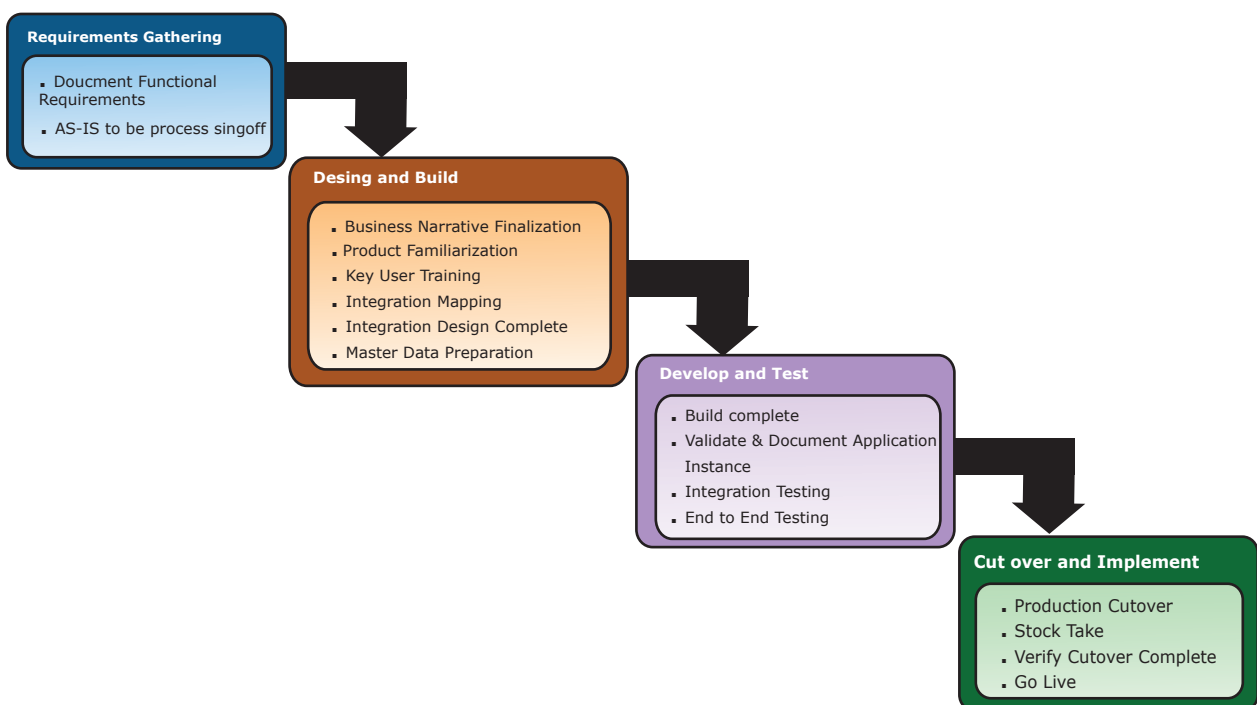 Requirements Gathering
▪ Doucment Functional
Requirements
▪ AS-IS to be process singoff
Desing and Build
▪ Business Narrative Finalization
▪ Product Familiarization
▪ Key User Training
▪ Integration Mapping
▪ Integration Design Complete
▪ Master Data Preparation
Develop and Test
▪ Build complete
▪ Validate & Document Application
Instance
▪ Integration Testing
▪ End to End Testing
Cut over and Implement
▪ Production Cutover
▪ Stock Take
▪ Verify Cutover Complete
▪ Go Live